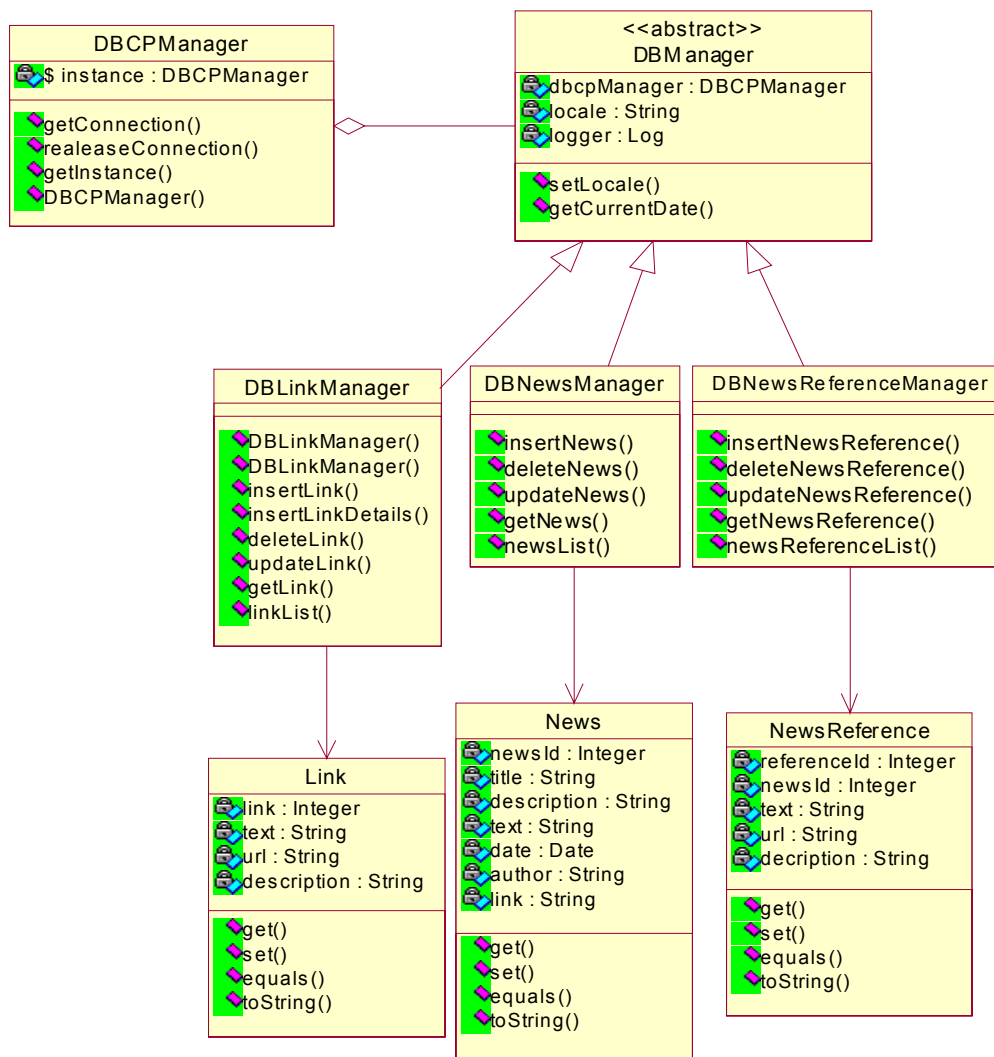 DBCPManager
$ instance : DBCPManager
getConnection()
realeaseConnection()
getInstance()
DBCPManager()
<<abstract>>
DBManager
dbcpManager : DBCPManager
locale : String
logger : Log
setLocale()
getCurrentDate()
DBLinkManager
DBLinkManager()
DBLinkManager()
insertLink()
insertLinkDetails()
deleteLink()
updateLink()
getLink()
linkList()
DBNewsManager
insertNews()
deleteNews()
updateNews()
getNews()
newsList()
DBNewsReferenceManager
insertNewsReference()
deleteNewsReference()
updateNewsReference()
getNewsReference()
newsReferenceList()
Link
link : Integer
text : String
url : String
description : String
get()
set()
equals()
toString()
News
newsId : Integer
title : String
description : String
text : String
date : Date
author : String
link : String
get()
set()
equals()
toString()
NewsReference
referenceId : Integer
newsId : Integer
text : String
url : String
decription : String
get()
set()
equals()
toString()